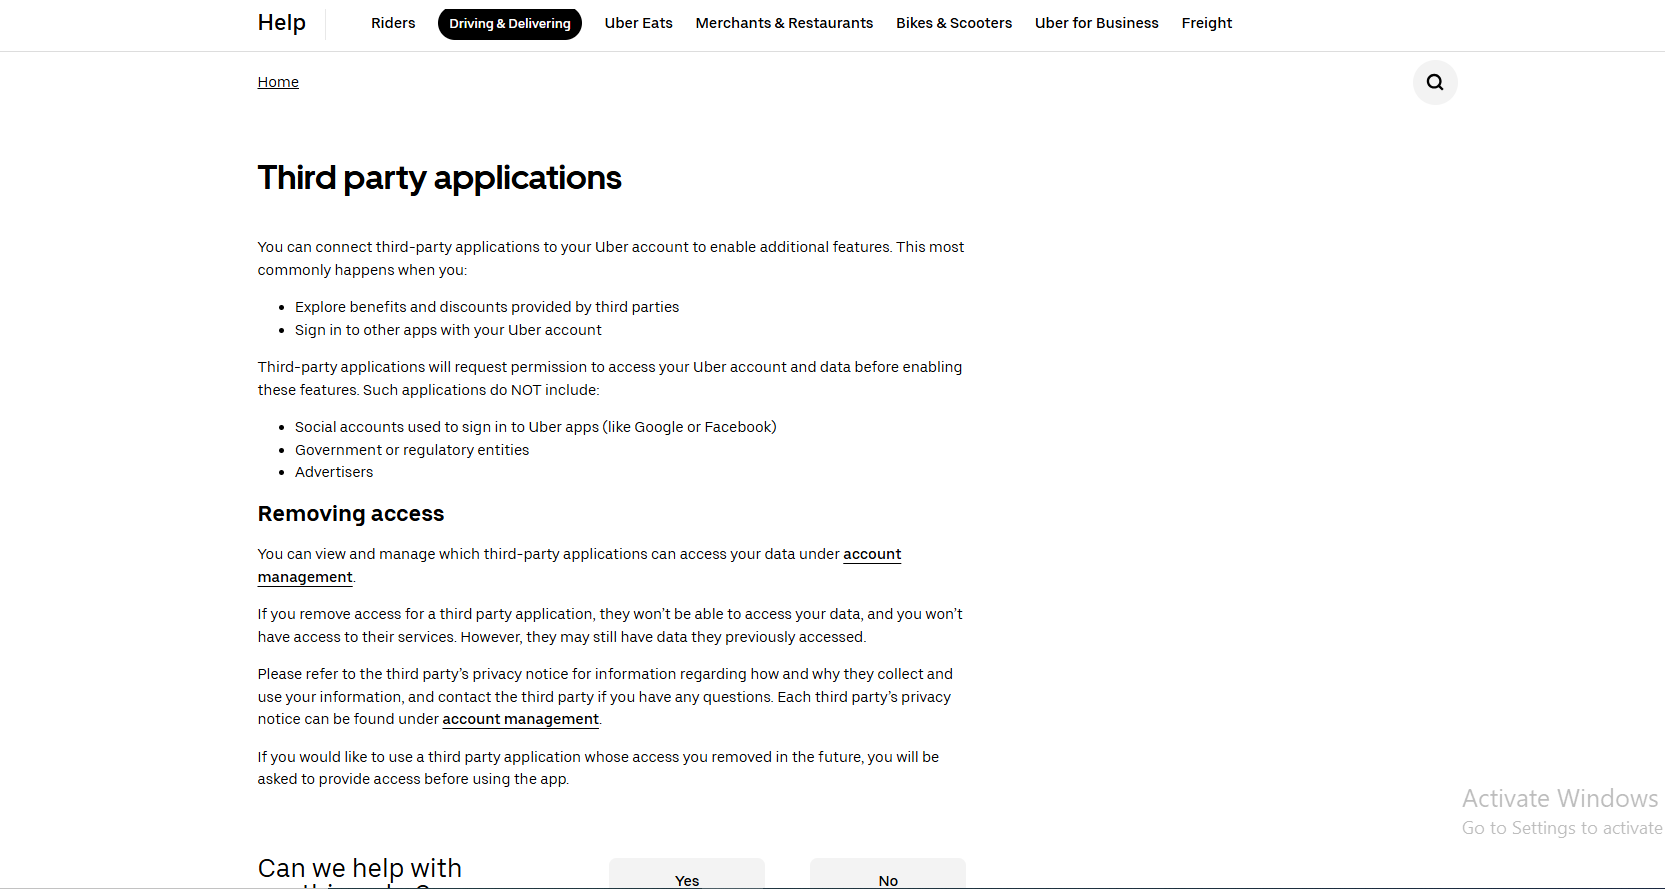 Help
Riders
Driving & Delivering
Uber Eats
Merchants & Restaurants
Bikes & Scooters
Uber for Business
Freight
Home
Third party applications
You can connect third-party applications to your Uber account to enable additional features. This most
commonly happens when you:
Explore benefits and discounts provided by third parties
Sign in to other apps with your Uber account
Third-party applications will request permission to access your Uber account and data before enabling
these features. Such applications do NOT include:
Social accounts used to sign in to Uber apps (like Google or Facebook)
Government or regulatory entities
Advertisers
Removing access
You can view and manage which third-party applications can access your data under account
management.
If you remove access for a third party application, they won’t be able to access your data, and you won’t
have access to their services. However, they may still have data they previously accessed.
Please refer to the third party’s privacy notice for information regarding how and why they collect and
use your information, and contact the third party if you have any questions. Each third party’s privacy
notice can be found under account management.
If you would like to use a third party application whose access you removed in the future, you will be
asked to provide access before using the app.
Can we help with
Yes
No
Activate Windows
Go to Settings to activate